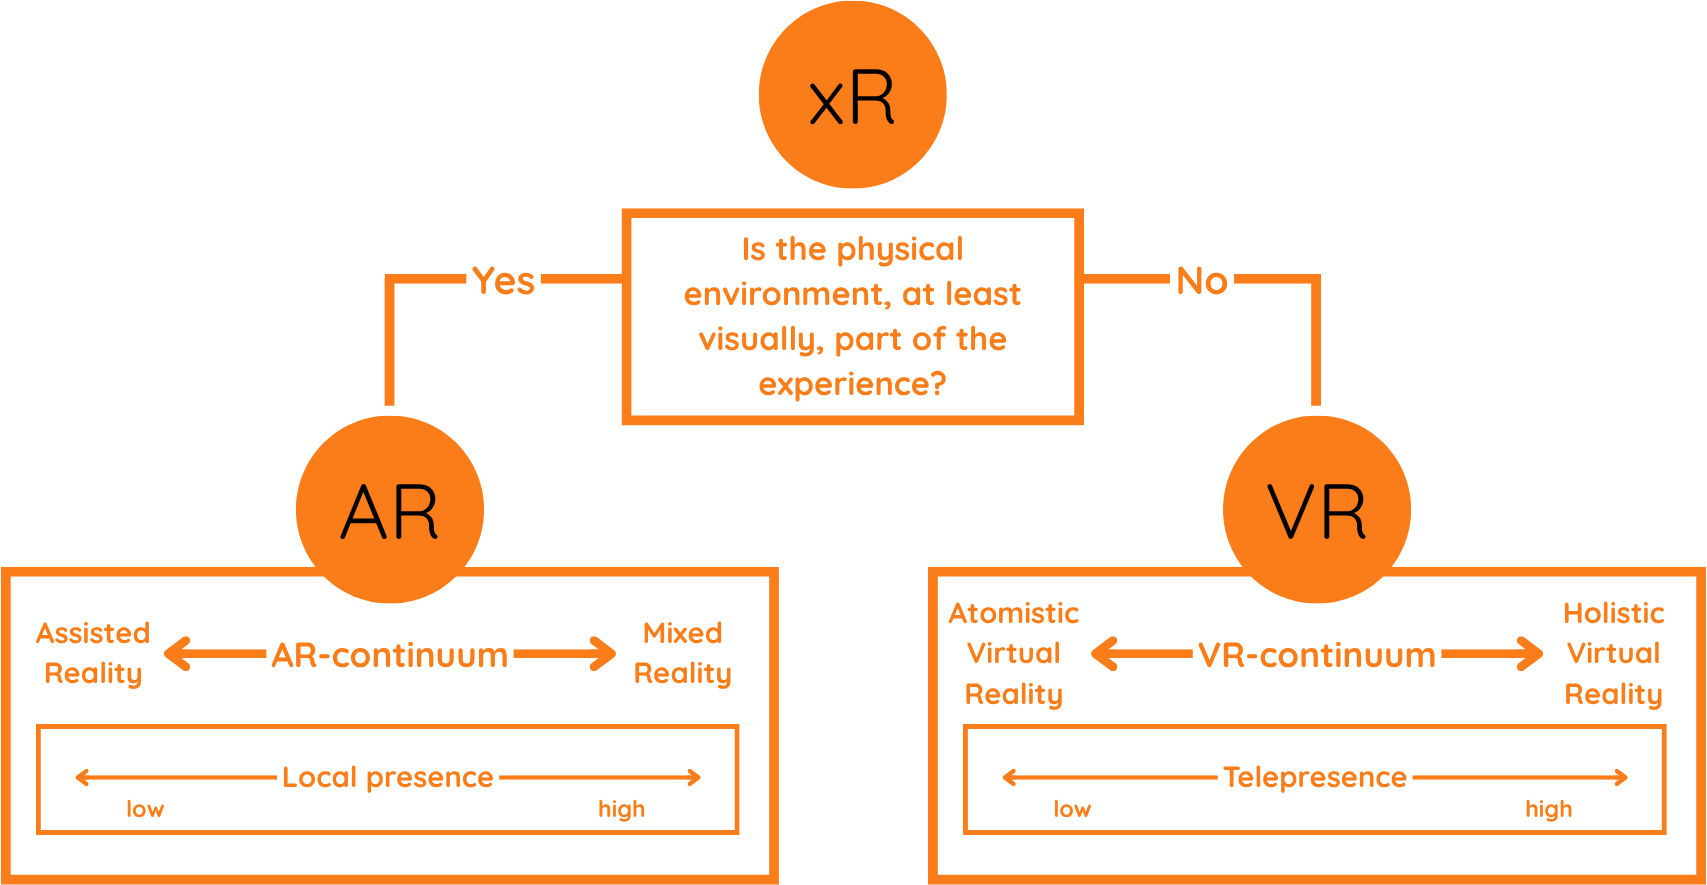 xR
Is the physical
environment, at least
visually, part of the
experience?
Yes
No
AR
Assisted
Reality
AR-continuum
Mixed
Reality
Local presence
low
high
VR
Atomistic
Virtual
Reality
VR-continuum
Holistic
Virtual
Reality
Telepresence
low
high